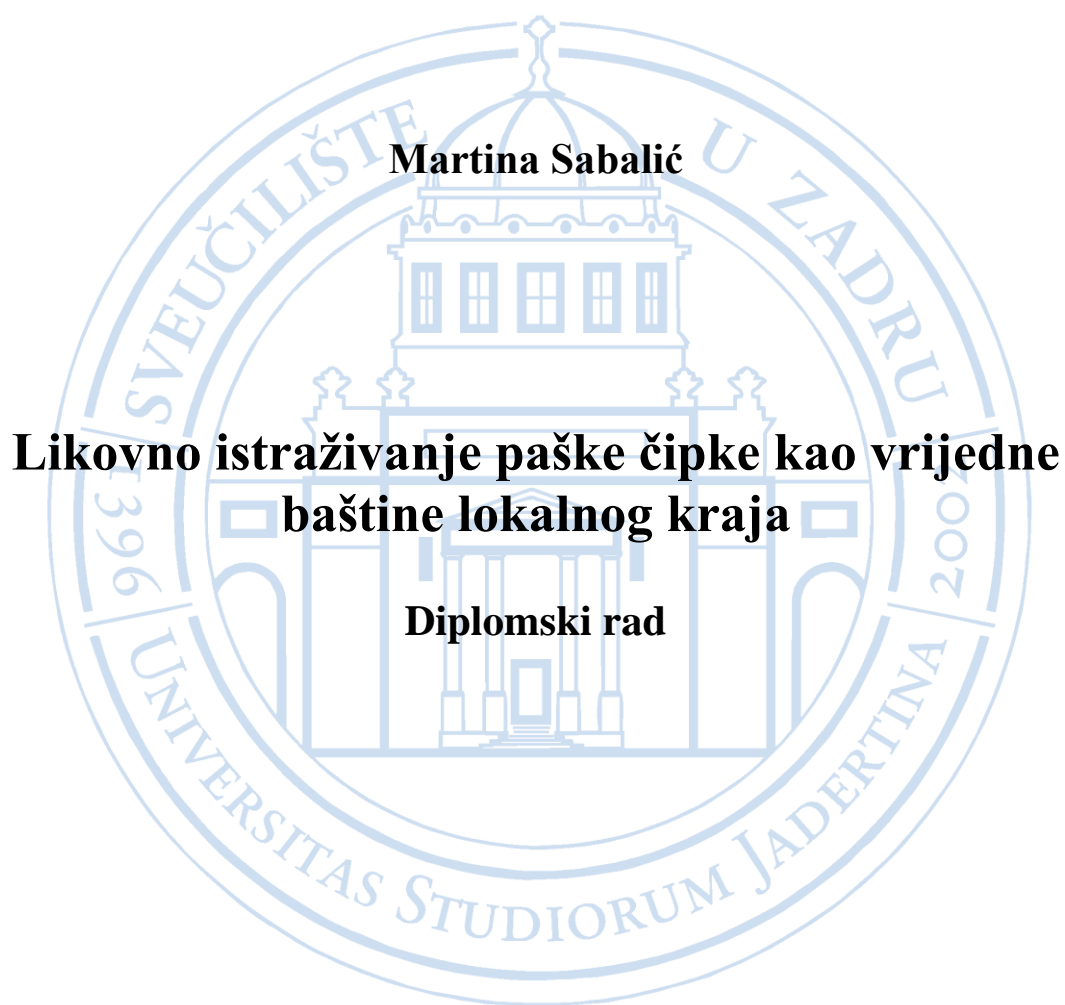 Martina Sabalić
Likovno istraživanje paške čipke kao vrijedne
baštine lokalnog kraja
Diplomski rad
SVEUČILIŠTE U ZADRU
1396
2002
UNIVERSITAS STUDIORUM JADERTINA